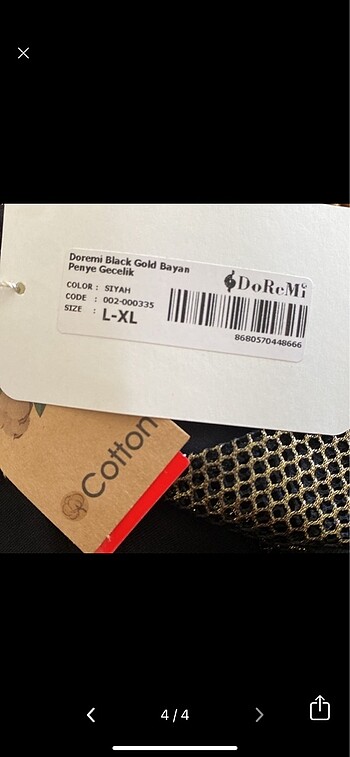 Doremi Black Gold Bayan
Penye Gecelik
DoReMi
COLOR : SIYAH
CODE : 002-000335
SIZE : L-XL
8680570448666
Cotton
4/4